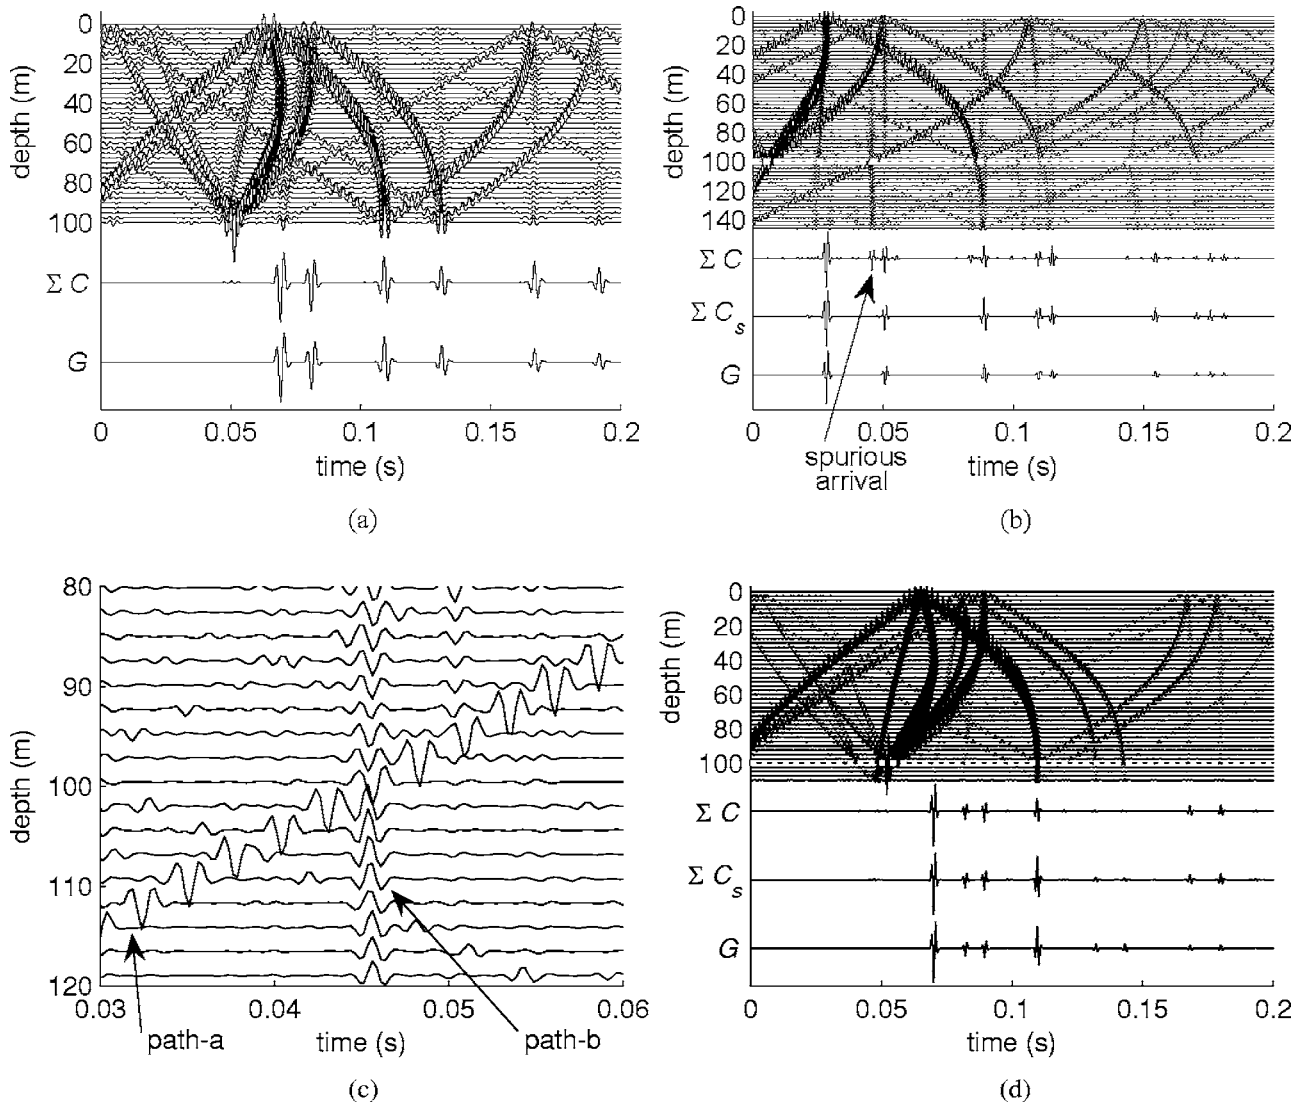 depth (m)
0
20
40
60
80
100
Σ C
G
0
0.05
0.1
0.15
0.2
time (s)
(a)
depth (m)
0
20
40
60
80
100
120
140
Σ C
Σ Cs
G
0
0.05
0.1
0.15
0.2
spurious
arrival
time (s)
(b)
depth (m)
80
90
100
110
120
0.03
0.04
0.05
0.06
path-a
time (s)
path-b
(c)
depth (m)
0
20
40
60
80
100
Σ C
Σ Cs
G
0
0.05
0.1
0.15
0.2
time (s)
(d)